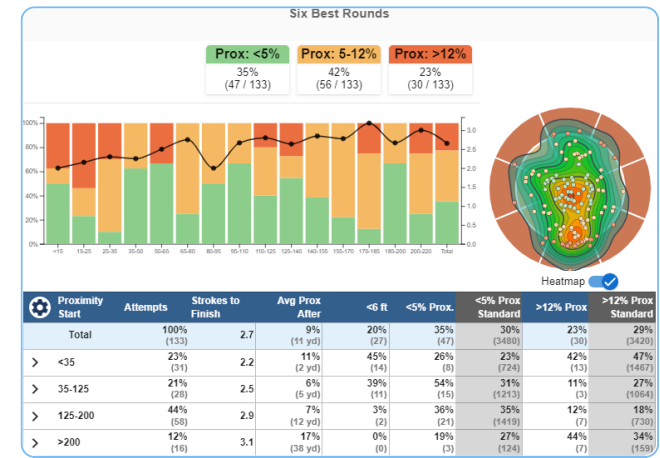 Six Best Rounds
Prox: <5% Prox: 5-12% Prox: >12%
35% 42% 23%
(47 / 133) (56 / 133) (30 / 133)
100%
80%
60%
40%
20%
0%
3.0
2.5
2.0
1.5
1.0
0.5
0.0
<15 15-25 25-35 35-50 50-65 65-80 80-95 95-110 110-125 125-140 140-155 155-170 170-185 185-200 200-220 Total
Heatmap
Proximity Start Attempts Strokes to Finish Avg Prox After <6 ft <5% Prox. <5% Prox Standard >12% Prox >12% Prox Standard
Total 100% 2.7 9% 20% 35% 30% 23% 29%
(133) (11 yd) (27) (47) (3480) (30) (3420)
<35 23% 2.2 11% 45% 26% 23% 42% 47%
(31) (2 yd) (14) (8) (724) (13) (1467)
35-125 21% 2.5 6% 39% 54% 31% 11% 27%
(28) (5 yd) (11) (15) (1213) (3) (1064)
125-200 44% 2.9 7% 3% 36% 35% 12% 18%
(58) (12 yd) (2) (21) (1419) (7) (730)
>200 12% 3.1 17% 0% 19% 27% 44% 34%
(16) (38 yd) (0) (3) (124) (7) (159)